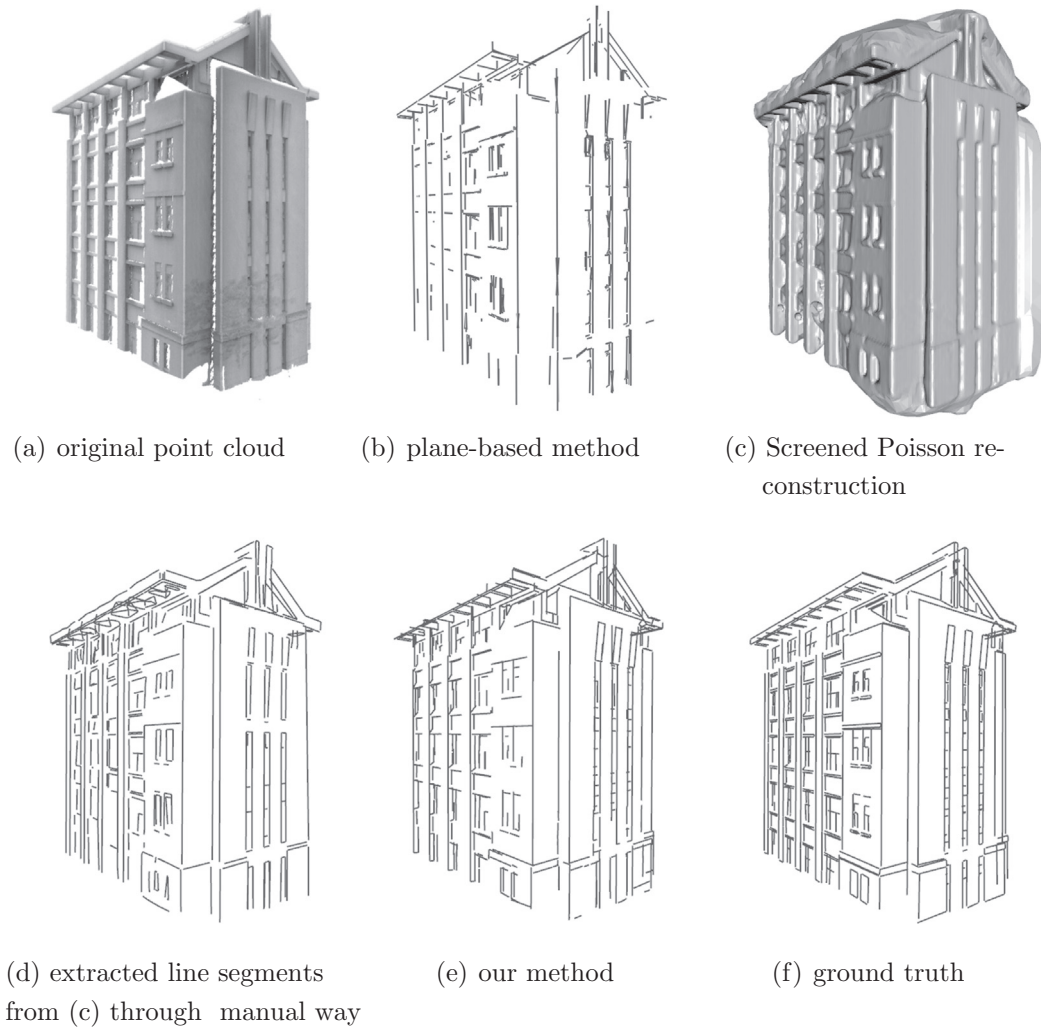 (a) original point cloud
(b) plane-based method
(c) Screened Poisson re-
construction
(d) extracted line segments
from (c) through manual way
(e) our method
(f) ground truth